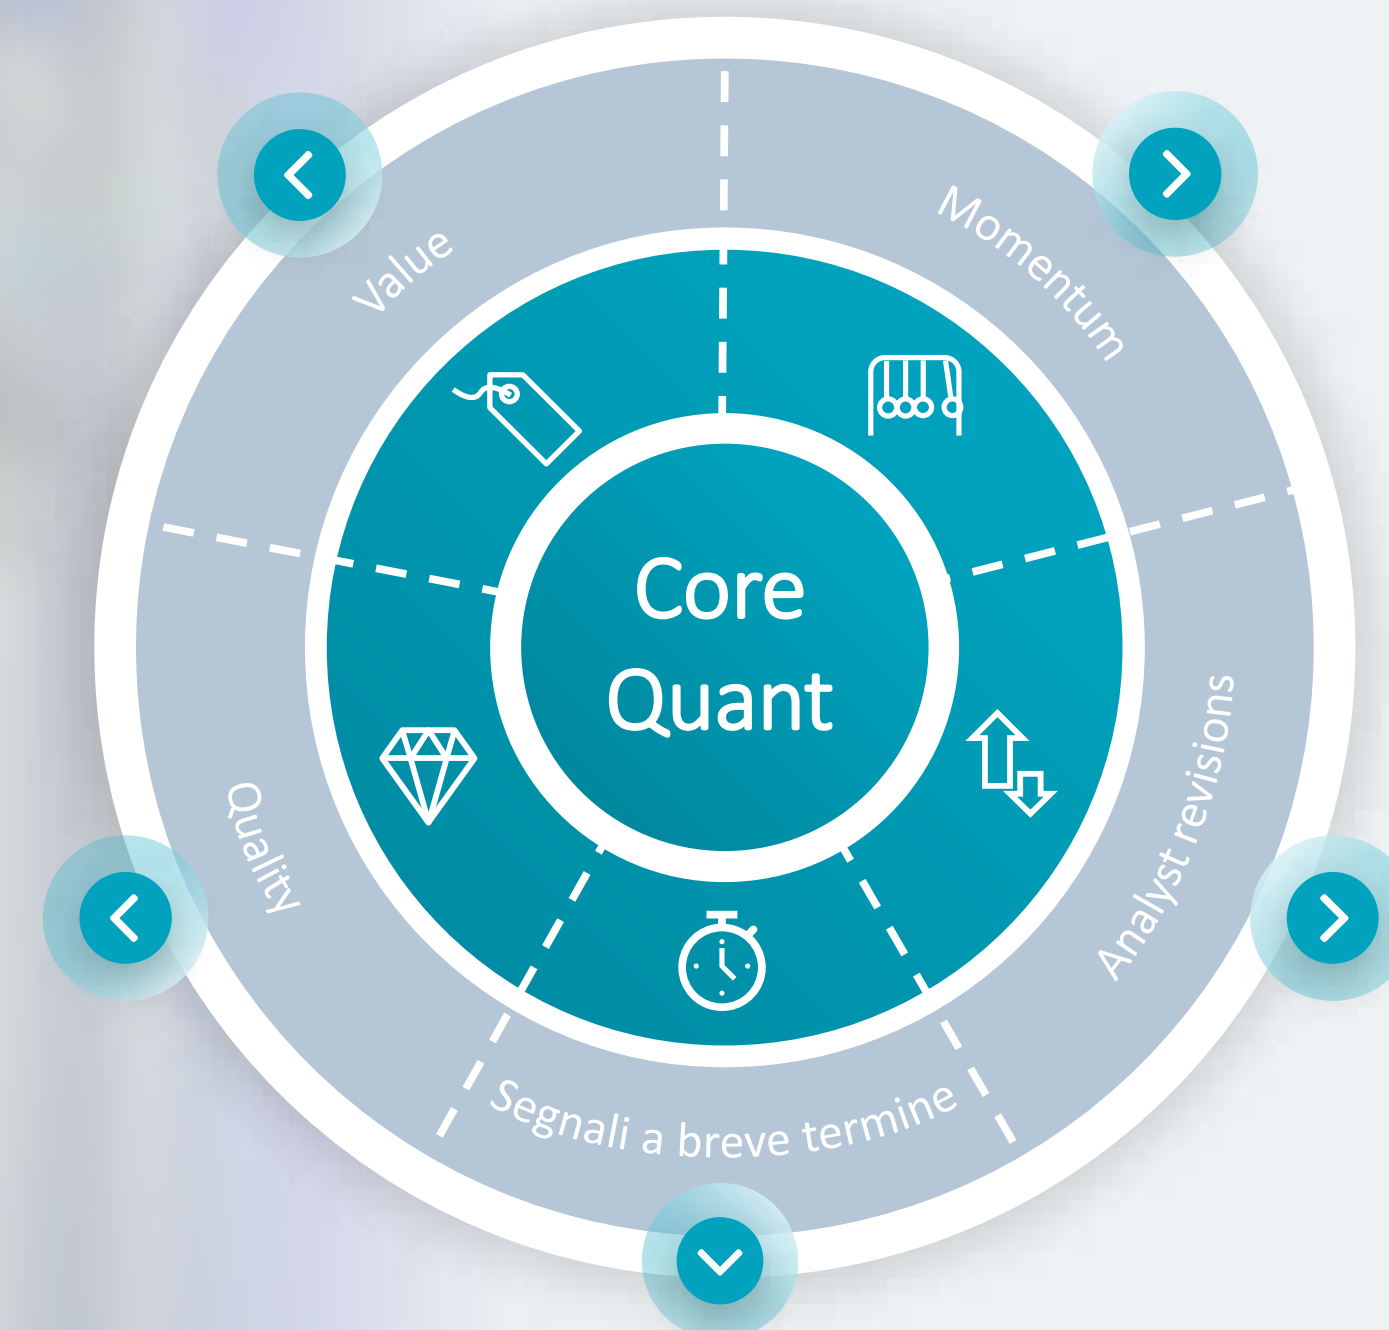 Value
Momentum
Core
Quant
Quality
Analyst revisions
Segnali a breve termine